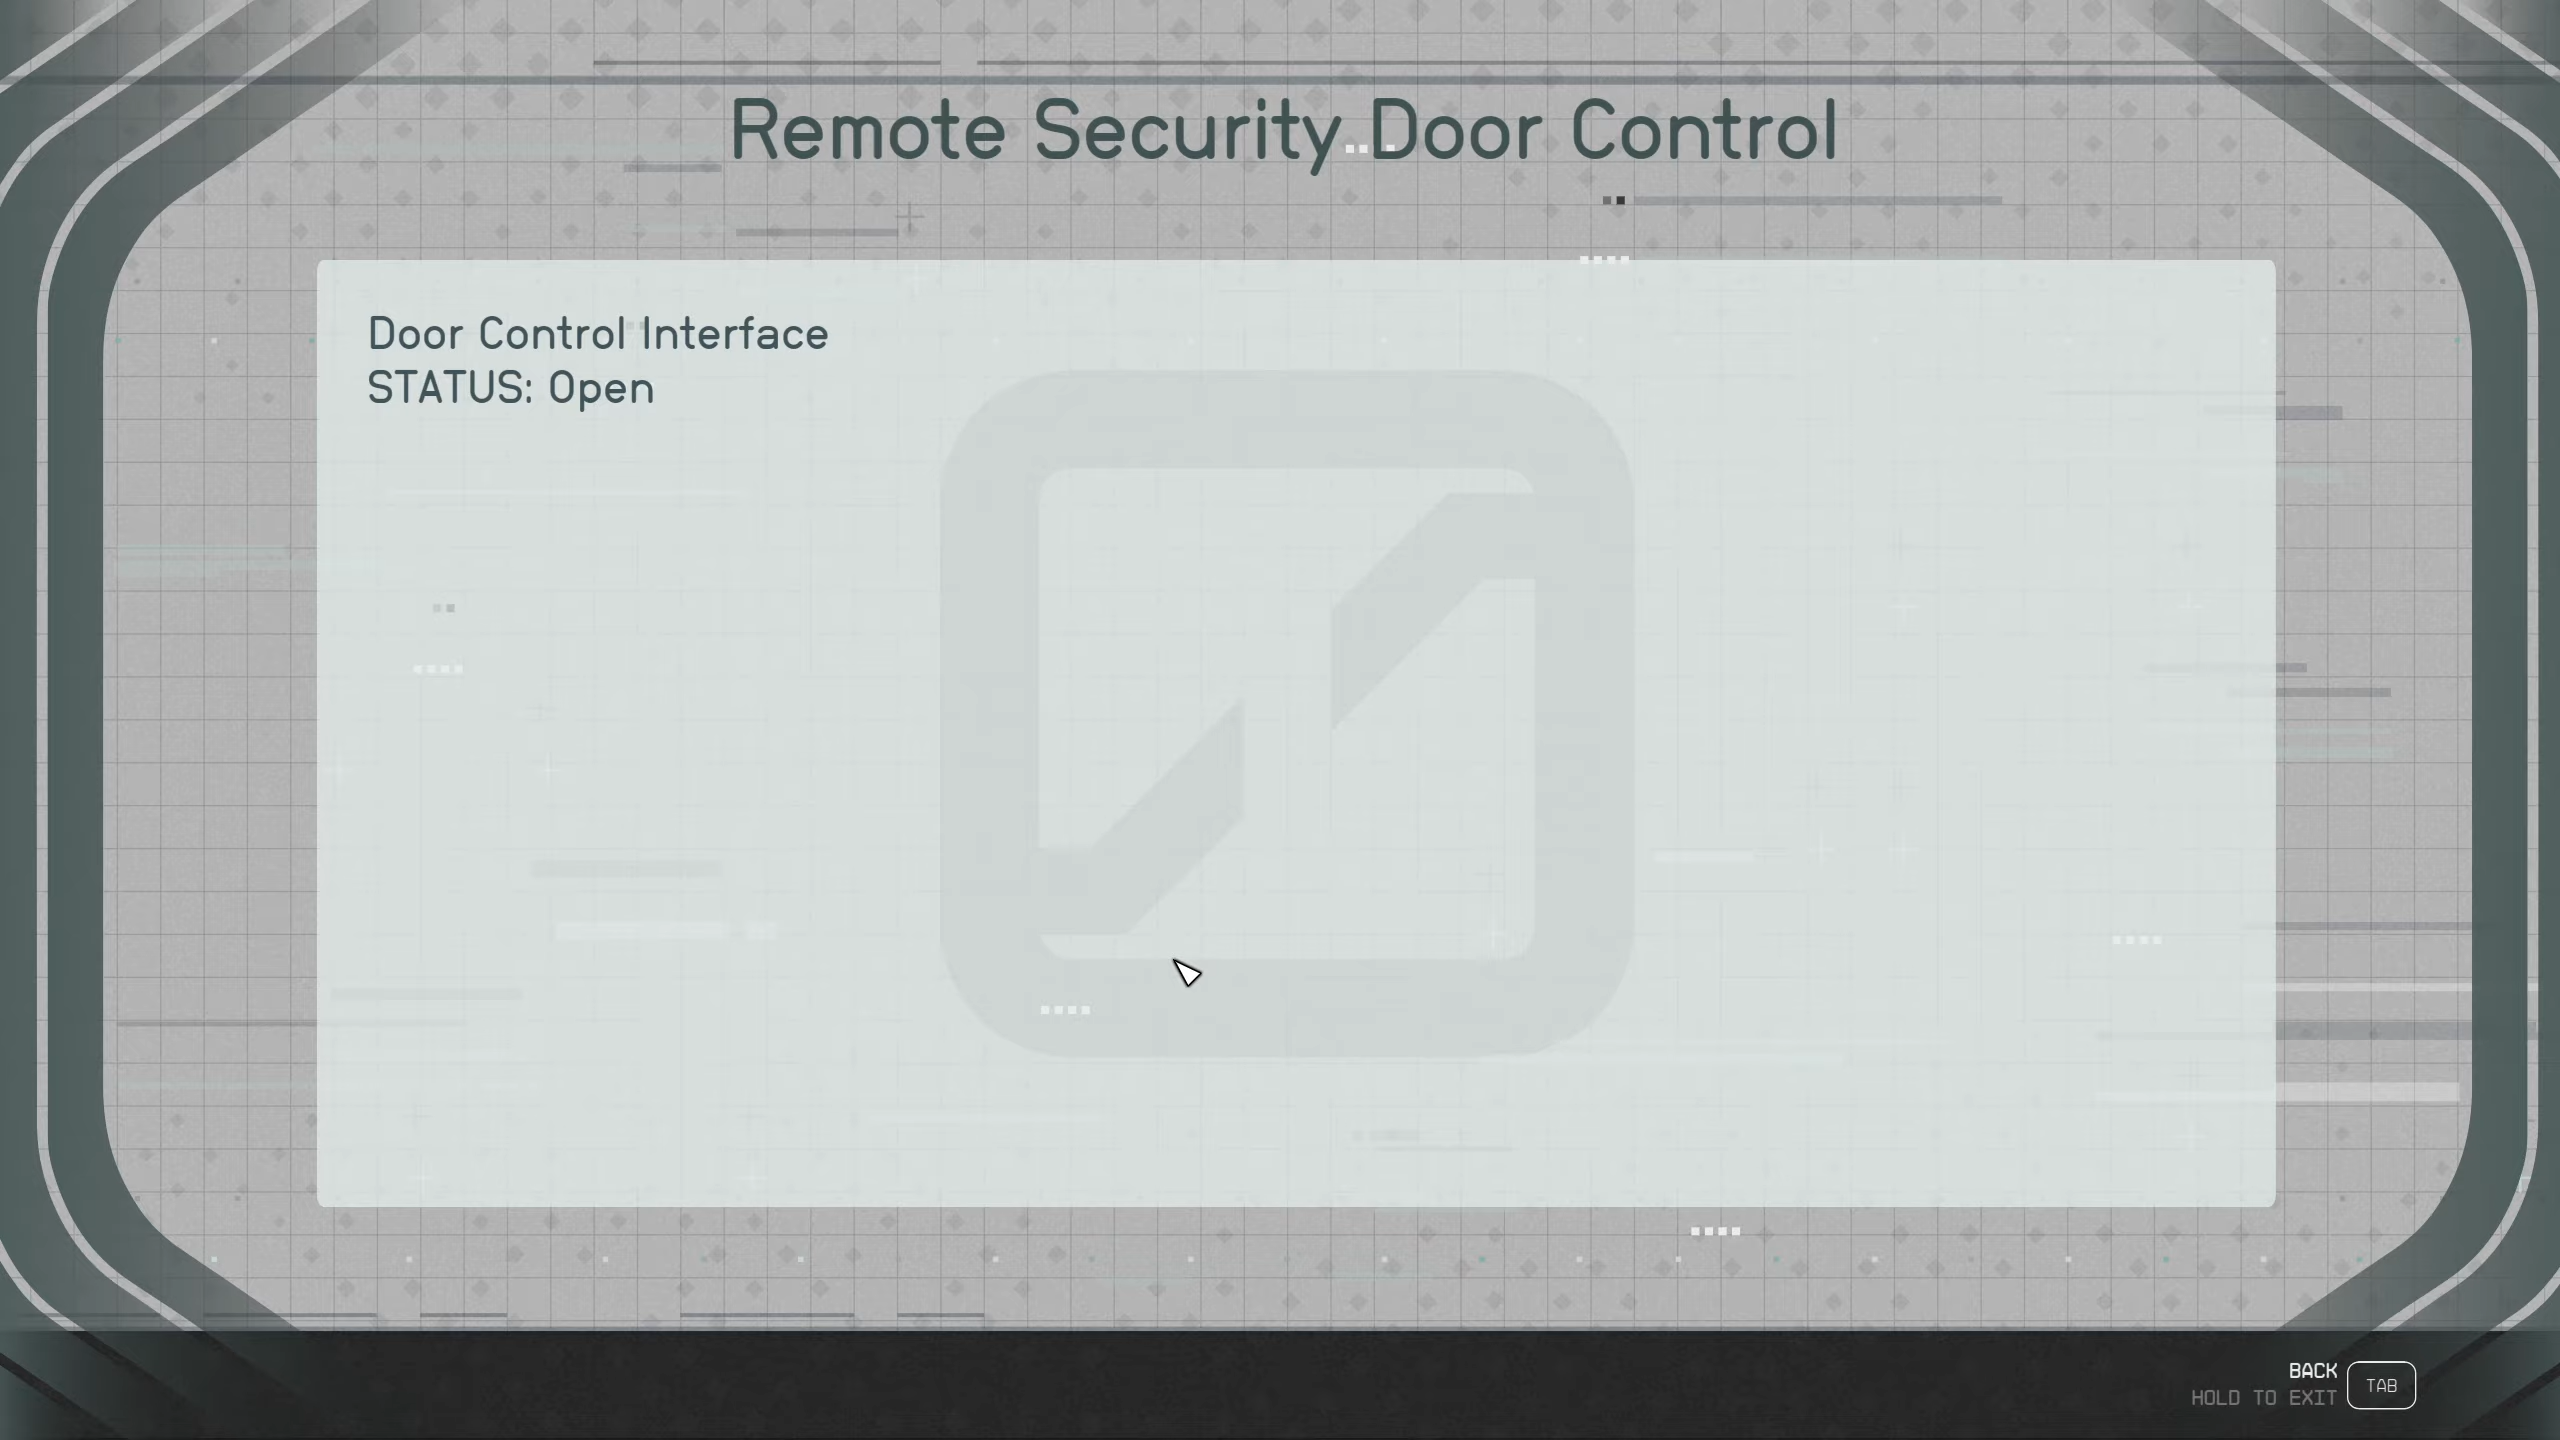 Remote Security Door Control
Door Control Interface
STATUS: Open
BACK
HOLD TO EXIT
TAB